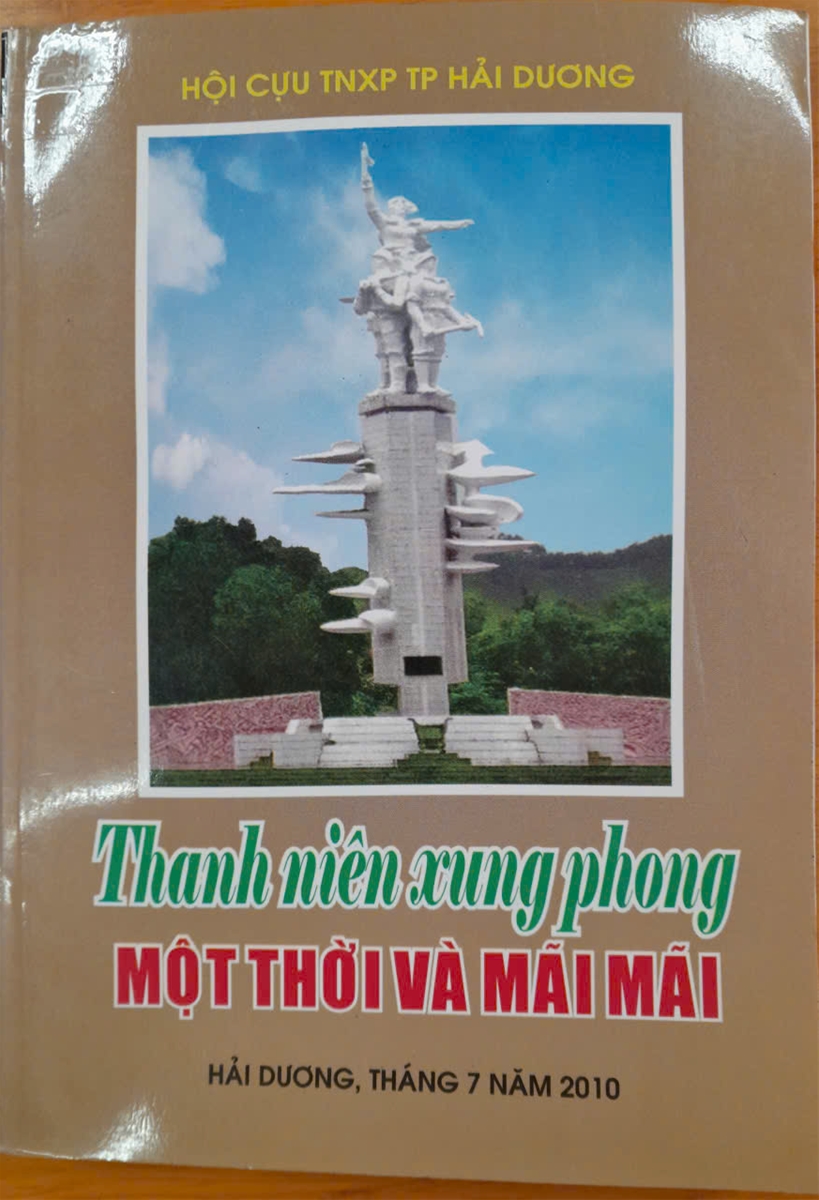 HỘI CỰU TNXP TP HẢI DƯƠNG
Thanh niên xung phong
MỘT THỜI VÀ MÃI MÃI
HẢI DƯƠNG, THÁNG 7 NĂM 2010